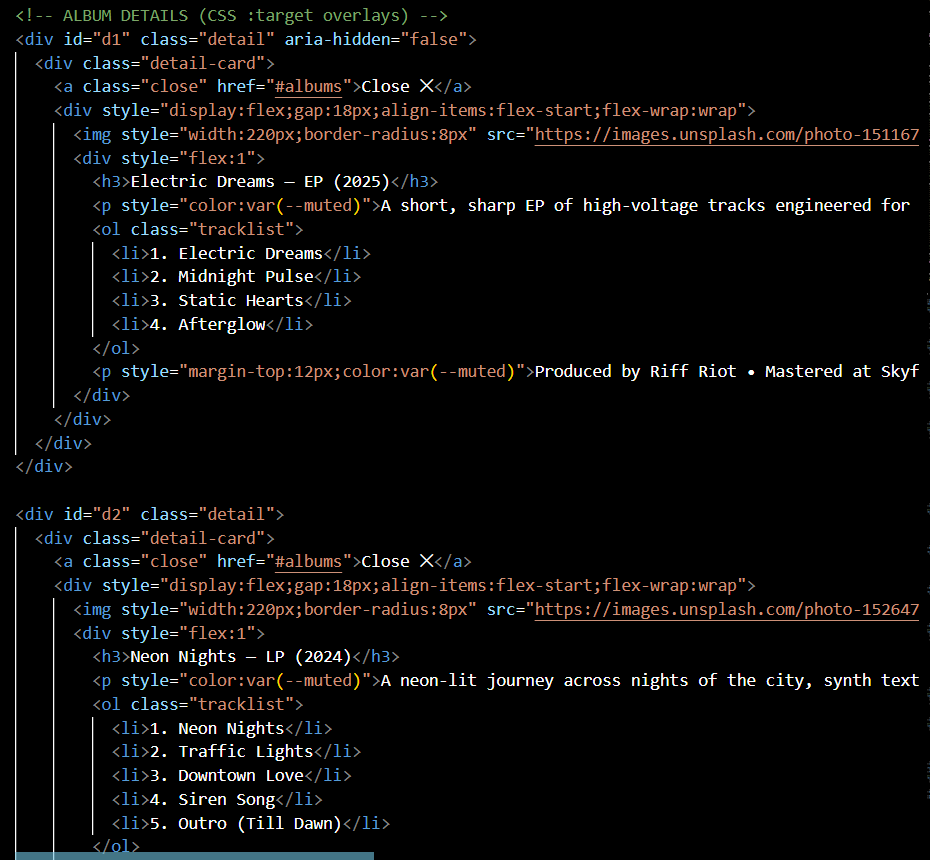 <!-- ALBUM DETAILS (CSS :target overlays) -->
<div id="d1" class="detail" aria-hidden="false">
<div class="detail-card">
<a class="close" href="#albums">Close ✕</a>
<div style="display:flex;gap:18px;align-items:flex-start;flex-wrap:wrap">
<img style="width:220px;border-radius:8px" src="https://images.unsplash.com/photo-151167
<div style="flex:1">
<h3>Electric Dreams — EP (2025)</h3>
<p style="color:var(--muted)">A short, sharp EP of high-voltage tracks engineered for
<ol class="tracklist">
<li>1. Electric Dreams</li>
<li>2. Midnight Pulse</li>
<li>3. Static Hearts</li>
<li>4. Afterglow</li>
</ol>
<p style="margin-top:12px;color:var(--muted)">Produced by Riff Riot • Mastered at Skyf
</div>
</div>
</div>
</div>
<div id="d2" class="detail">
<div class="detail-card">
<a class="close" href="#albums">Close ✕</a>
<div style="display:flex;gap:18px;align-items:flex-start;flex-wrap:wrap">
<img style="width:220px;border-radius:8px" src="https://images.unsplash.com/photo-152647
<div style="flex:1">
<h3>Neon Nights — LP (2024)</h3>
<p style="color:var(--muted)">A neon-lit journey across nights of the city, synth text
<ol class="tracklist">
<li>1. Neon Nights</li>
<li>2. Traffic Lights</li>
<li>3. Downtown Love</li>
<li>4. Siren Song</li>
<li>5. Outro (Till Dawn)</li>
</ol>